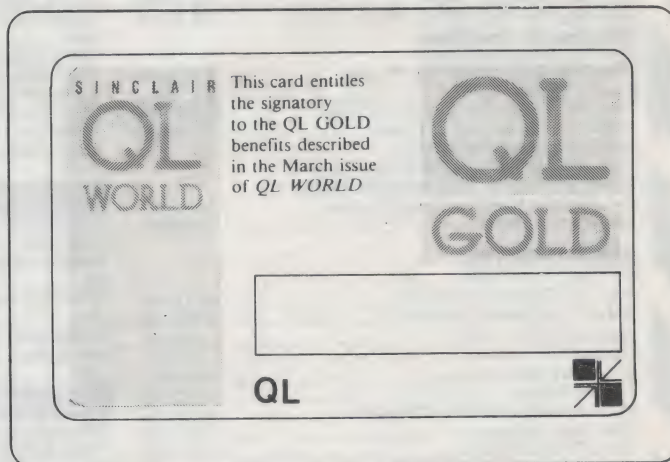 SINCLAIR
QL
WORLD
This card entitles
the signatory
to the QL GOLD
benefits described
in the March issue
of QL WORLD
QL
GOLD
QL